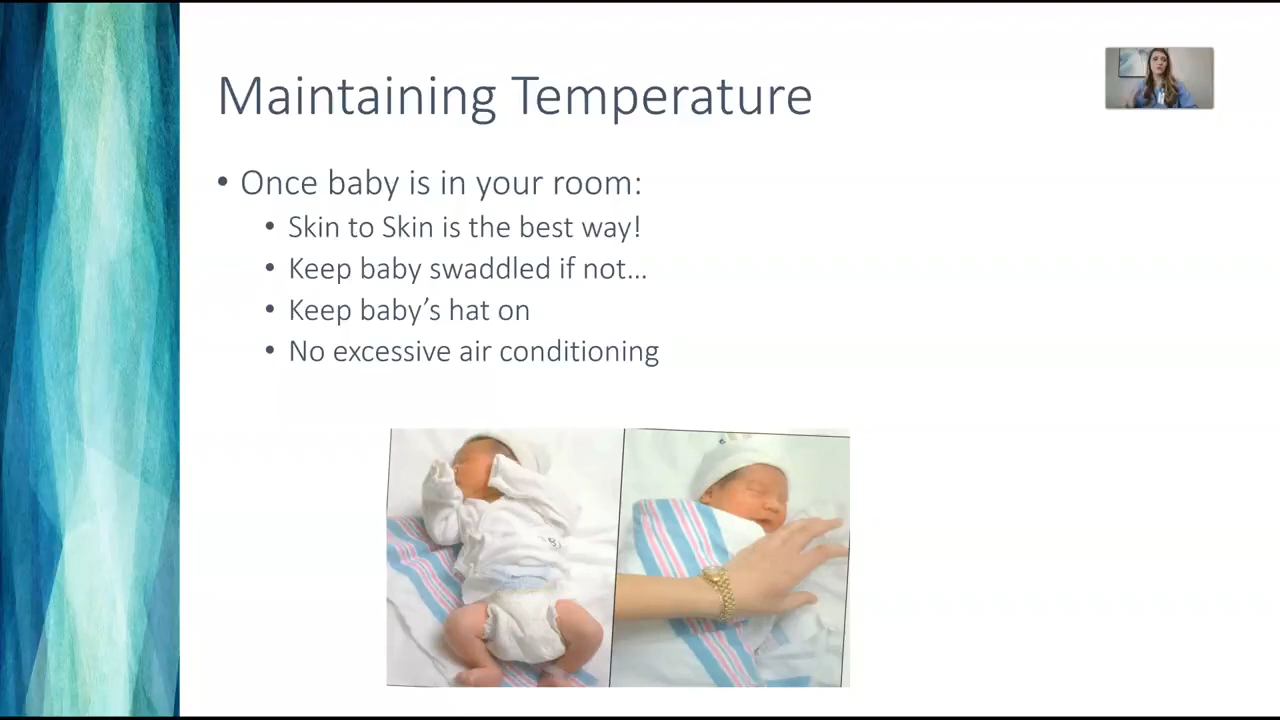 Maintaining Temperature
• Once baby is in your room:
• Skin to Skin is the best way!
• Keep baby swaddled if not…
• Keep baby’s hat on
• No excessive air conditioning